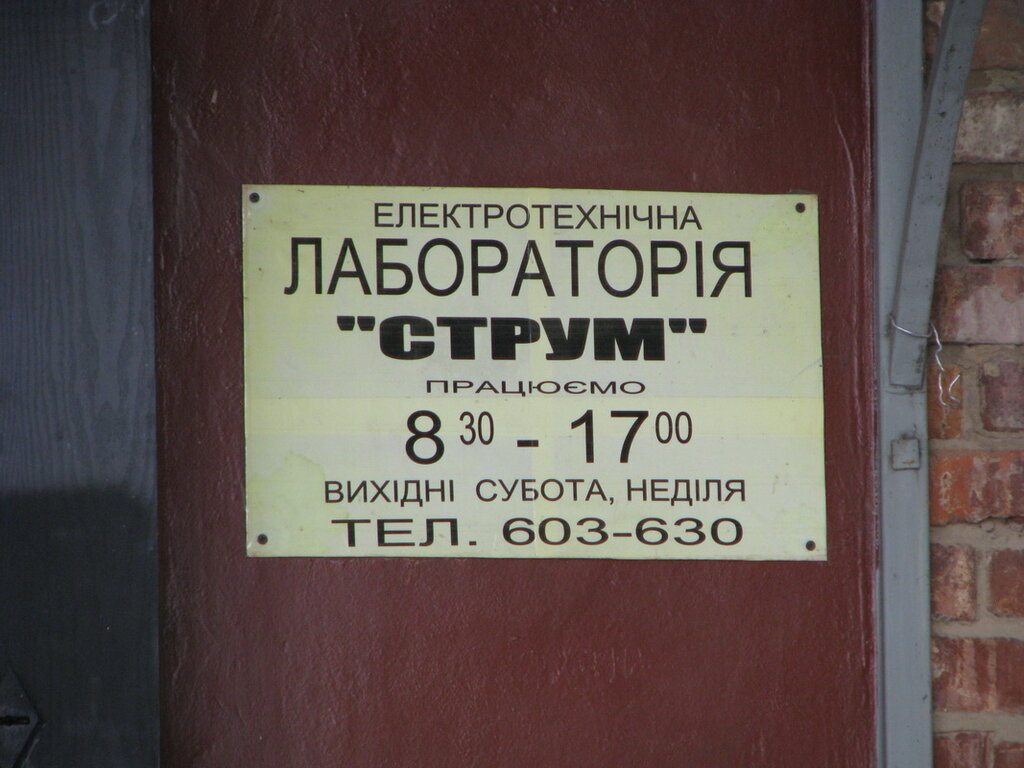 ЕЛЕКТРОТЕХНІЧНА
ЛАБОРАТОРІЯ
"СТРУМ"
ПРАЦЮЄМО
8 30 - 17 00
ВИХІДНІ СУБОТА, НЕДІЛЯ
ТЕЛ. 603-630